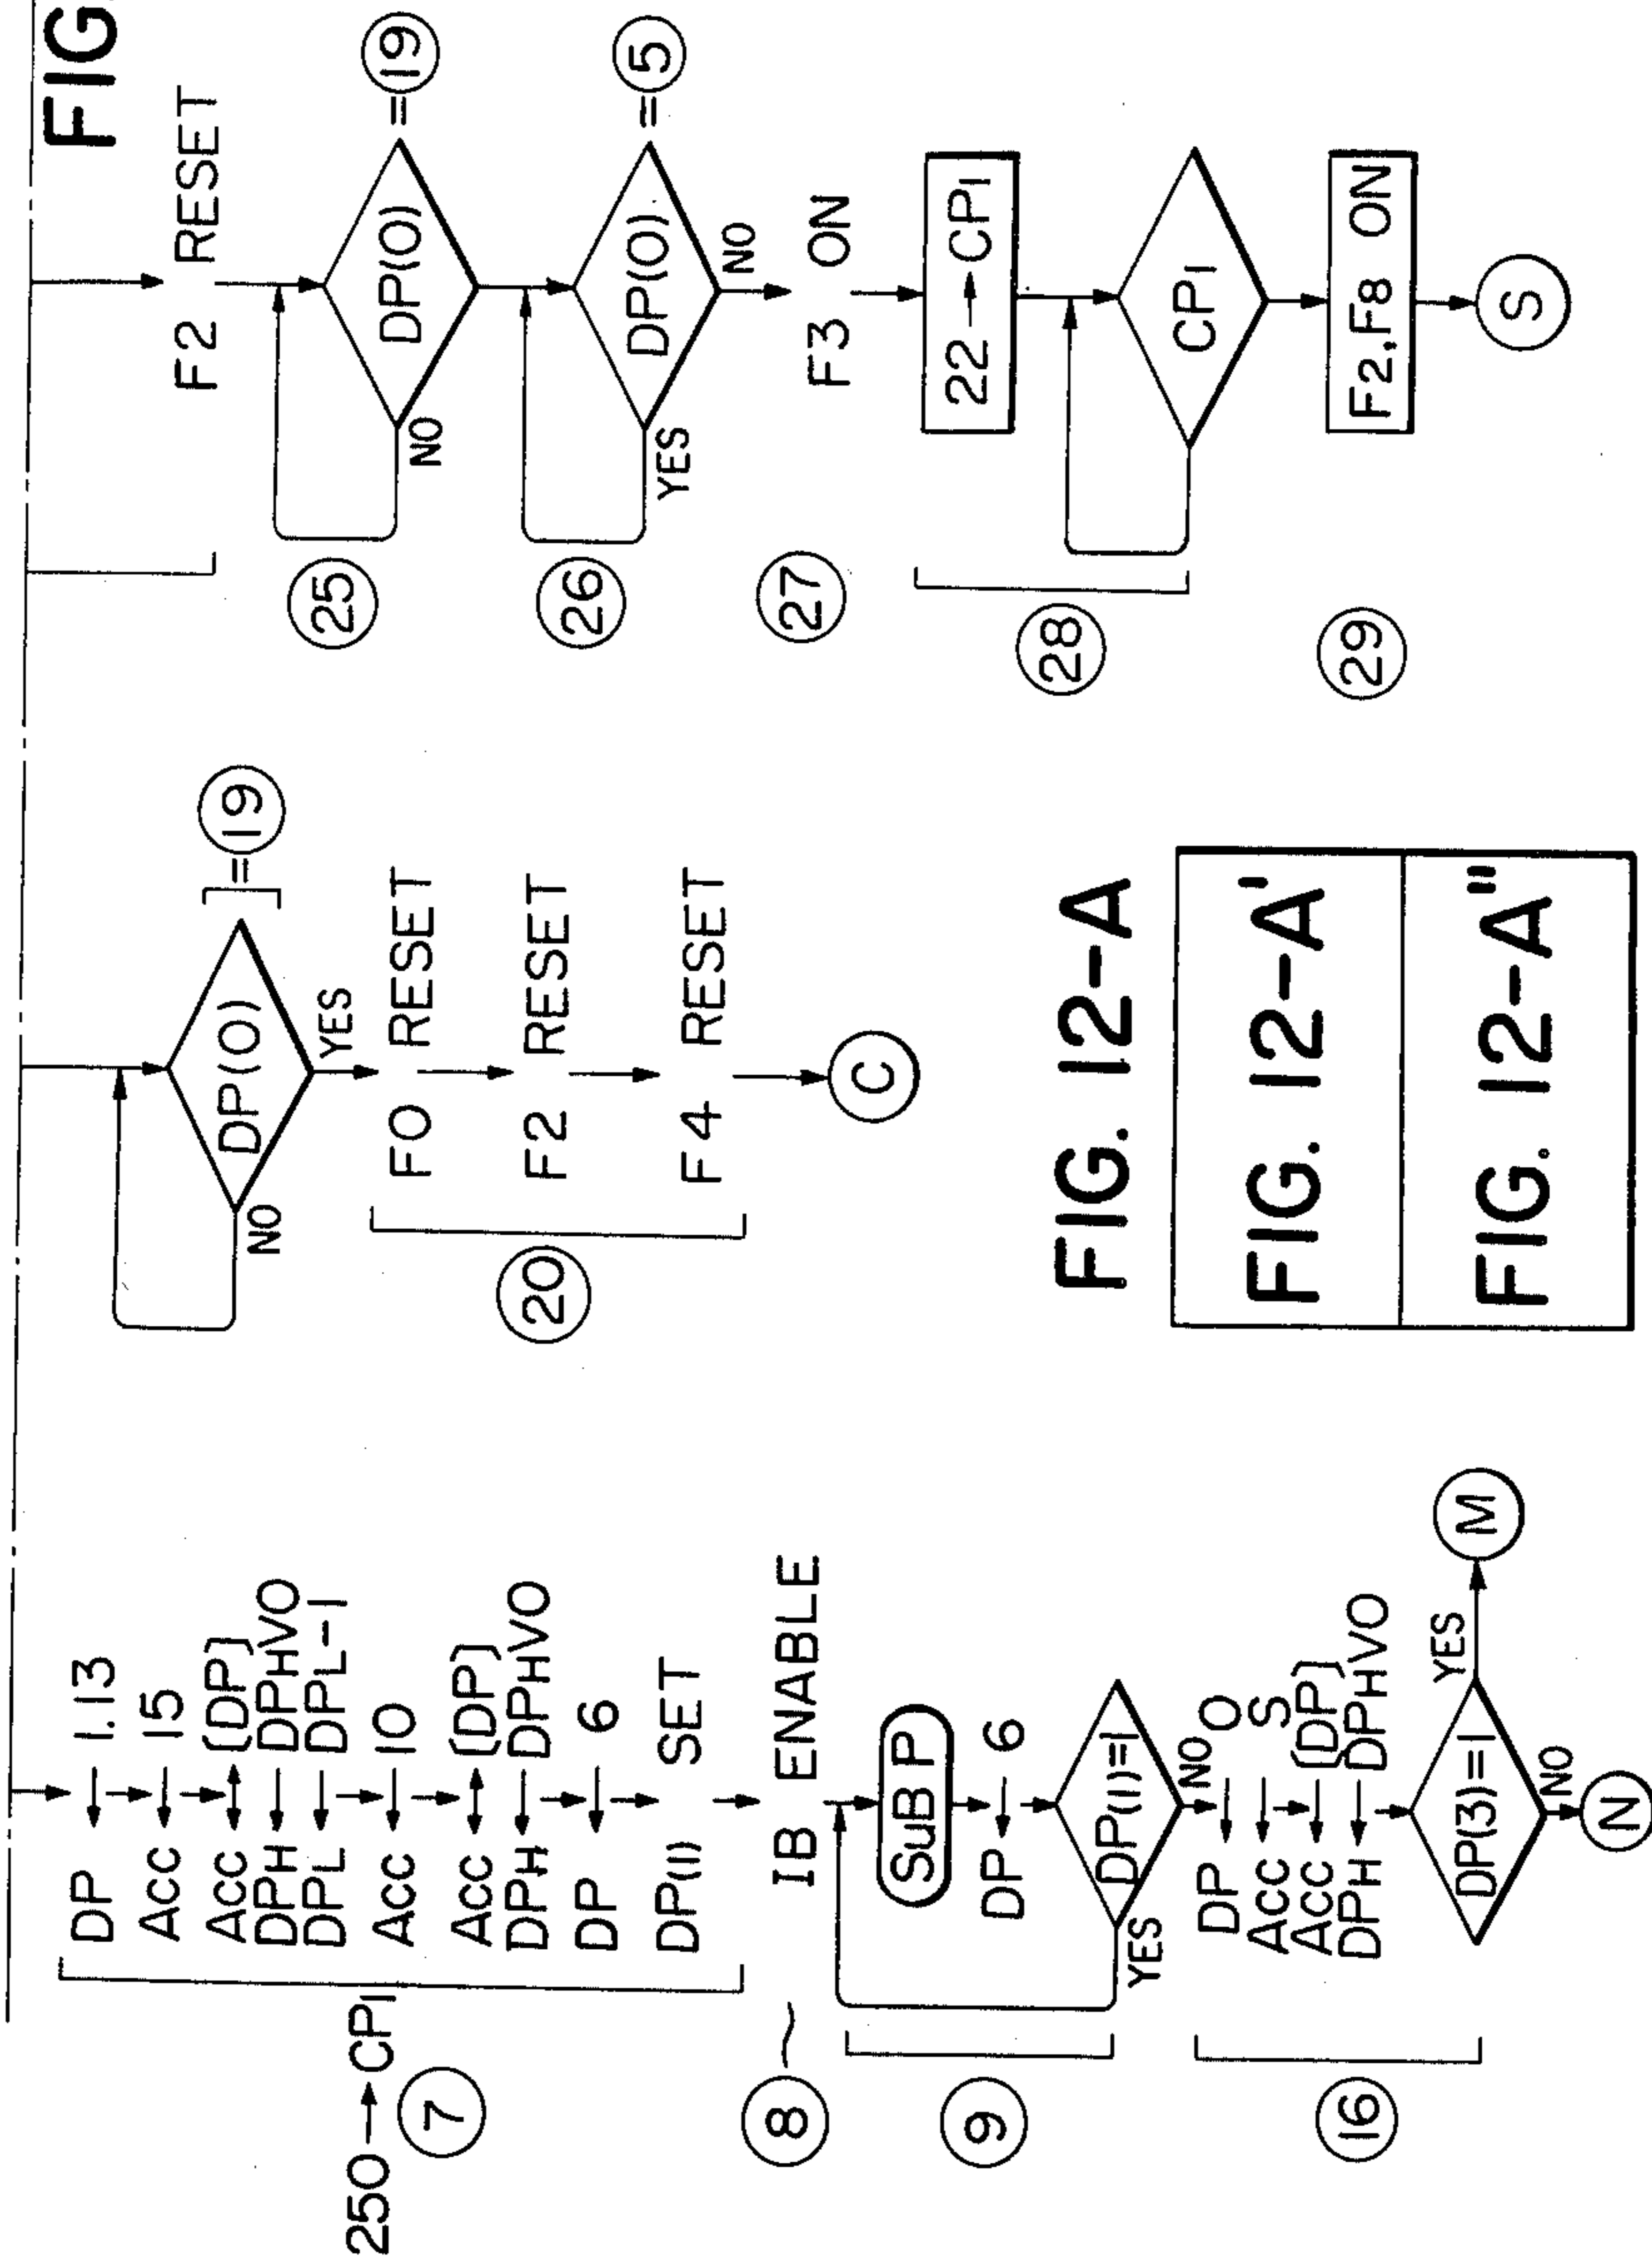 250 → CP1
7
DP ← 1.13
ACC ← 15
ACC ↔ [DP]
DPH ← DPHVO
DPL ← DPL-1
ACC ← 10
ACC ↔ [DP]
DPH ← DPHVO
DP ← 6
DP(1) SET
8
IB ENABLE
9
SUB P
DP ← 6
DP(1)=1
YES
NO
16
DP ← 0
ACC ← S
ACC ← [DP]
DPH ← DPHVO
DP(3)=1
YES
M
NO
N
DP(0)
] = 19
NO
YES
20
F0 RESET
F2 RESET
F4 RESET
C
FIG. 12-A
FIG. 12-A'
FIG. 12-A"
FIG
F2 RESET
25
DP(0)
= 19
NO
26
DP(0)
= 5
YES
NO
27
F3 ON
28
22 → CP1
CP1
29
F2,F8 ON
S